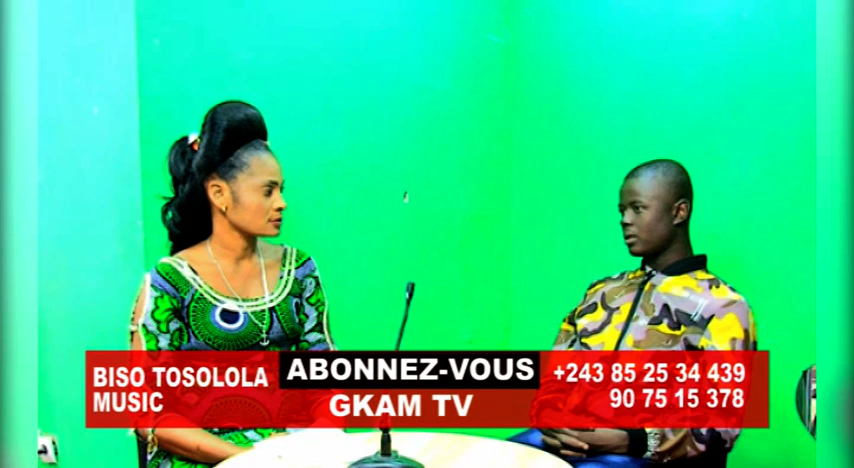 BISO TOSOLOLA
MUSIC
ABONNEZ-VOUS
GKAM TV
+243 85 25 34 439
90 75 15 378